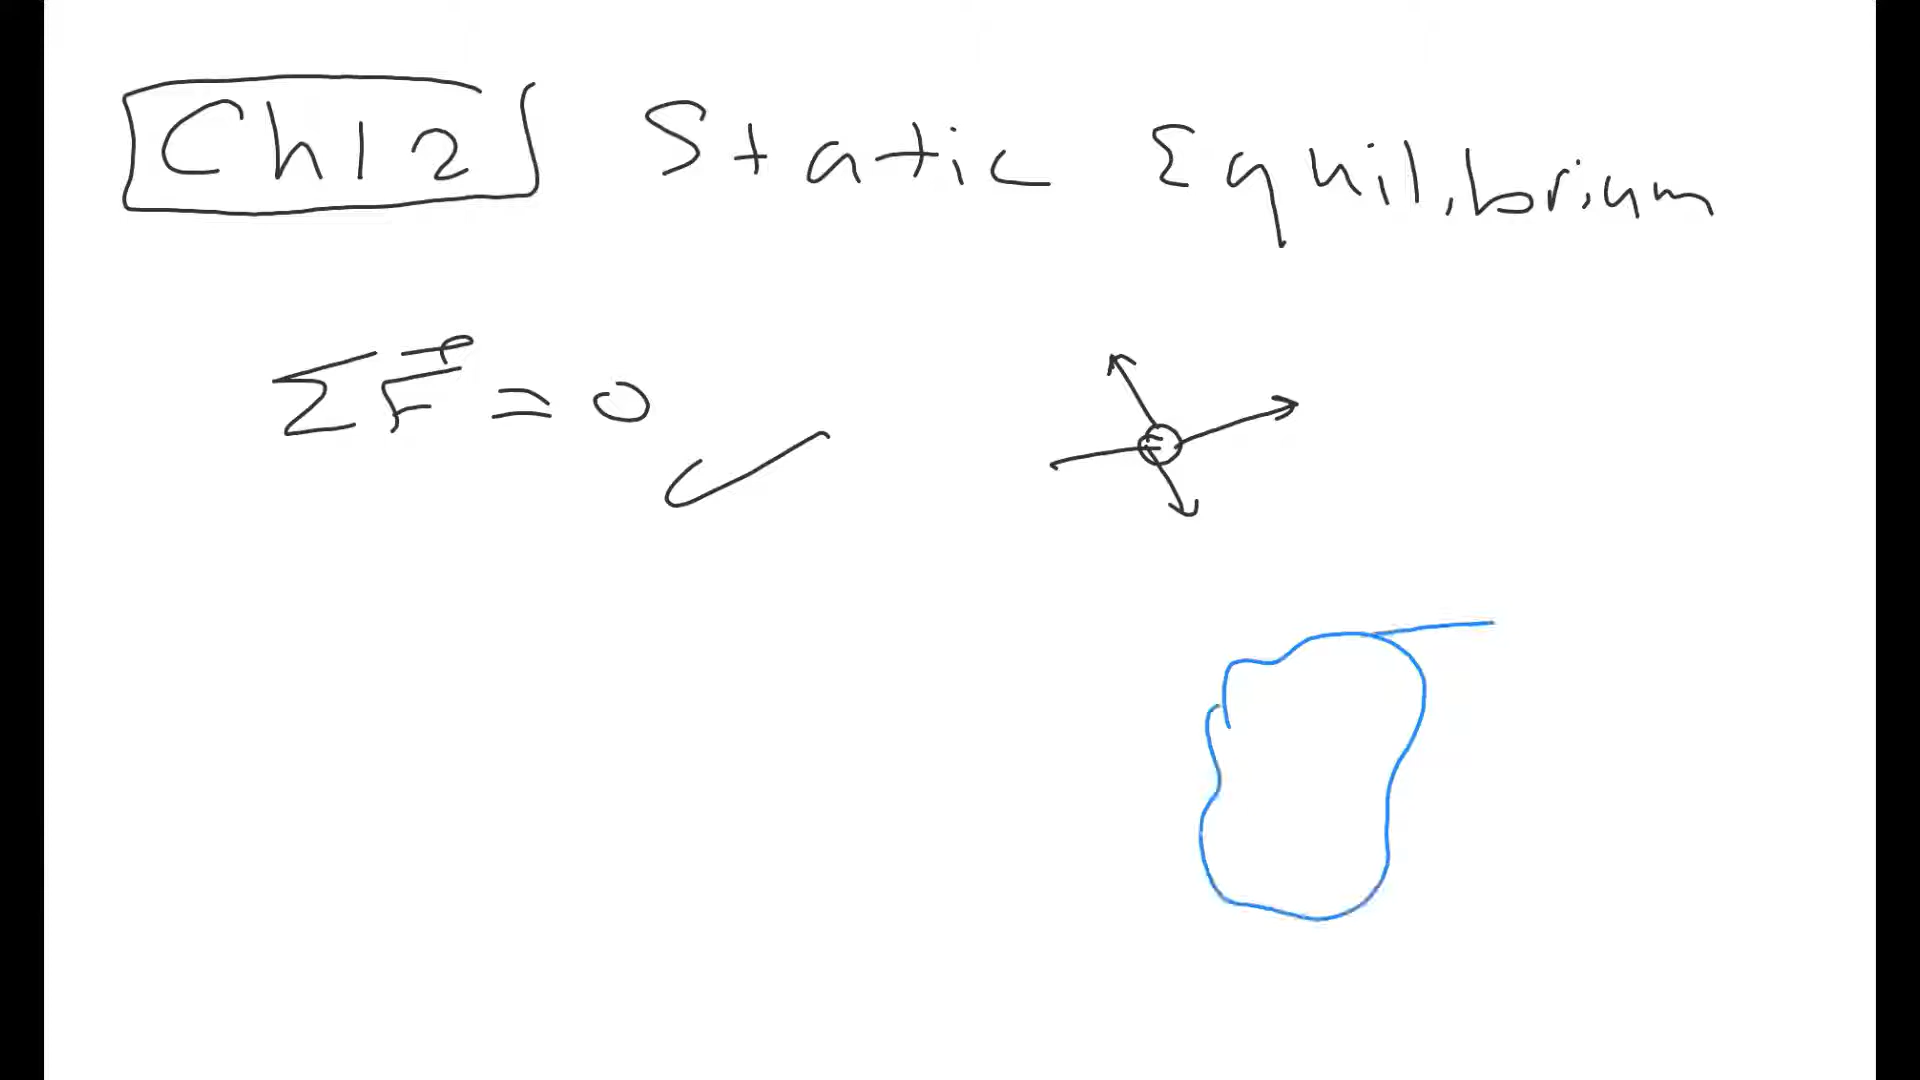 Ch12 Static Equilibrium
ΣF⃗ = 0